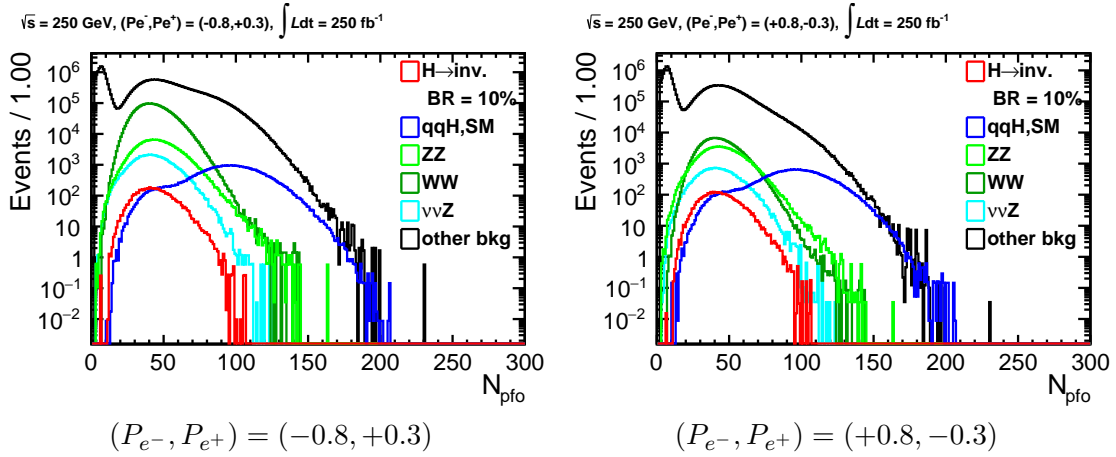 √s = 250 GeV, (Pe⁻,Pe⁺) = (-0.8,+0.3), ∫Ldt = 250 fb⁻¹
Events / 1.00
10⁶
10⁵
10⁴
10³
10²
10
1
10⁻¹
10⁻²
H→inv.
BR = 10%
qqH,SM
ZZ
WW
ννZ
other bkg
0 50 100 150 200 250 300
N_pfo
(P_{e−}, P_{e+}) = (−0.8, +0.3)
√s = 250 GeV, (Pe⁻,Pe⁺) = (+0.8,-0.3), ∫Ldt = 250 fb⁻¹
Events / 1.00
10⁶
10⁵
10⁴
10³
10²
10
1
10⁻¹
10⁻²
H→inv.
BR = 10%
qqH,SM
ZZ
WW
ννZ
other bkg
0 50 100 150 200 250 300
N_pfo
(P_{e−}, P_{e+}) = (+0.8, −0.3)